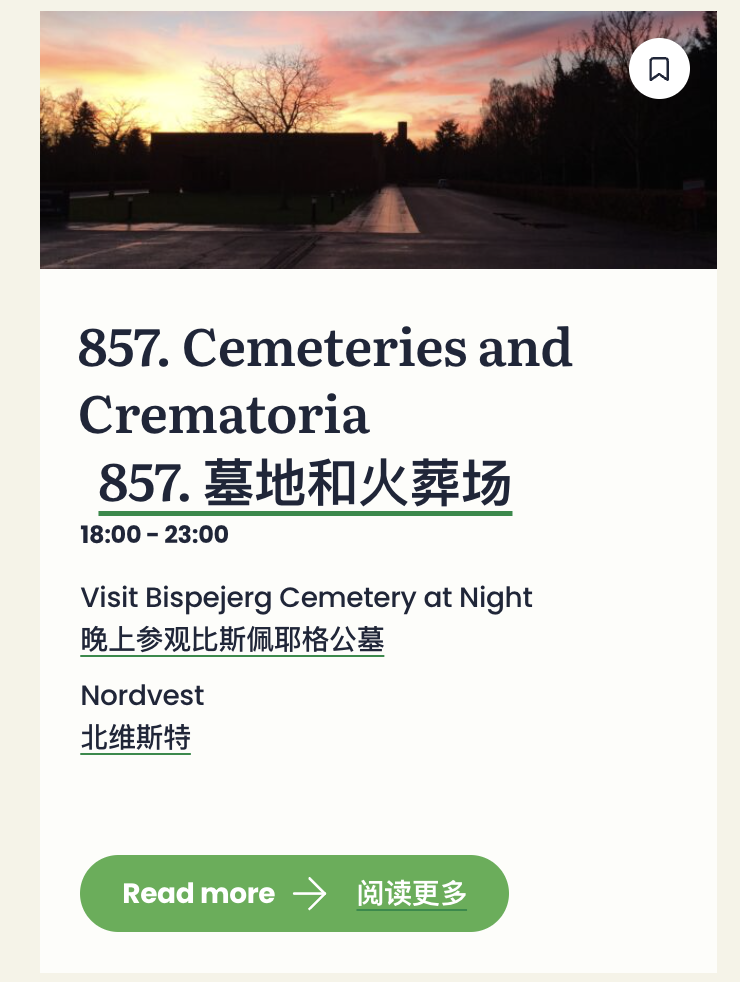 857. Cemeteries and
Crematoria
857. 墓地和火葬场
18:00 – 23:00
Visit Bispejerg Cemetery at Night
晚上参观比斯佩耶格公墓
Nordvest
北维斯特
Read more → 阅读更多